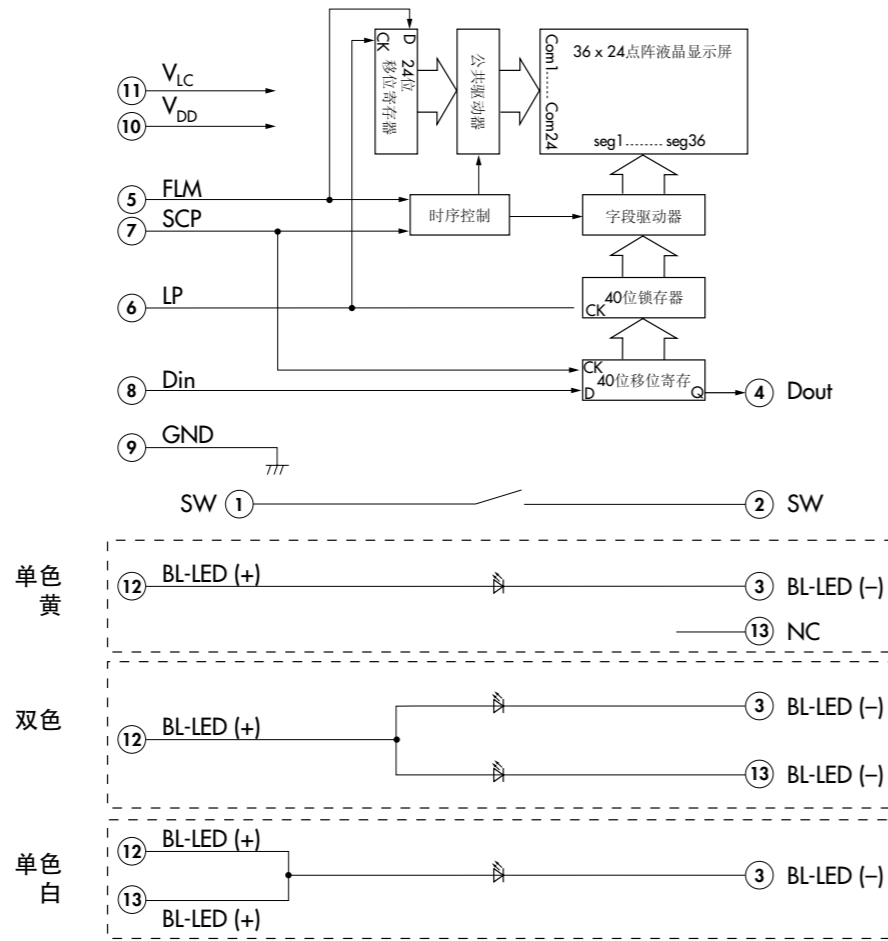 D
CK
24位
移位寄存器
公共驱动器
36 x 24点阵液晶显示屏
Com1........Com24
seg1......... seg36
11 VLC
10 VDD
5 FLM
7 SCP
时序控制
字段驱动器
6 LP
40位锁存器
CK
8 Din
CK
40位移位寄存
D
Q
4 Dout
9 GND
SW 1
2 SW
单色
黄
12 BL-LED (+)
3 BL-LED (–)
13 NC
双色
12 BL-LED (+)
3 BL-LED (–)
13 BL-LED (–)
单色
白
12 BL-LED (+)
13
BL-LED (+)
3 BL-LED (–)